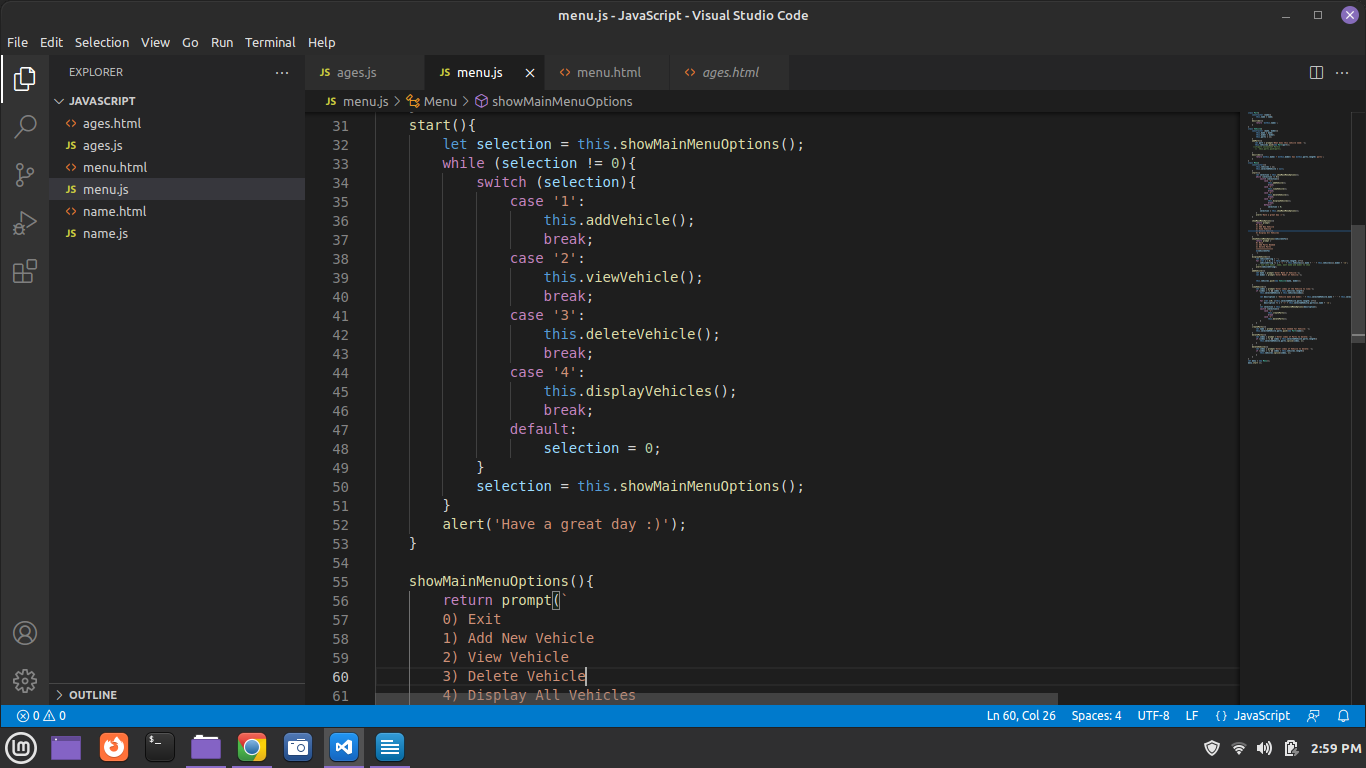 menu.js - JavaScript - Visual Studio Code
File Edit Selection View Go Run Terminal Help
EXPLORER
JS ages.js JS menu.js menu.html ages.html
JAVASCRIPT
JS menu.js > Menu > showMainMenuOptions
ages.html
JS ages.js
menu.html
JS menu.js
name.html
JS name.js
31 start(){
32 let selection = this.showMainMenuOptions();
33 while (selection != 0){
34 switch (selection){
35 case '1':
36 this.addVehicle();
37 break;
38 case '2':
39 this.viewVehicle();
40 break;
41 case '3':
42 this.deleteVehicle();
43 break;
44 case '4':
45 this.displayVehicles();
46 break;
47 default:
48 selection = 0;
49 }
50 selection = this.showMainMenuOptions();
51 }
52 alert('Have a great day :)');
53 }
54
55 showMainMenuOptions(){
56 return prompt(`
57 0) Exit
58 1) Add New Vehicle
59 2) View Vehicle
60 3) Delete Vehicle
61 4) Display All Vehicles
OUTLINE
0 0 Ln 60, Col 26 Spaces: 4 UTF-8 LF {} JavaScript
2:59 PM